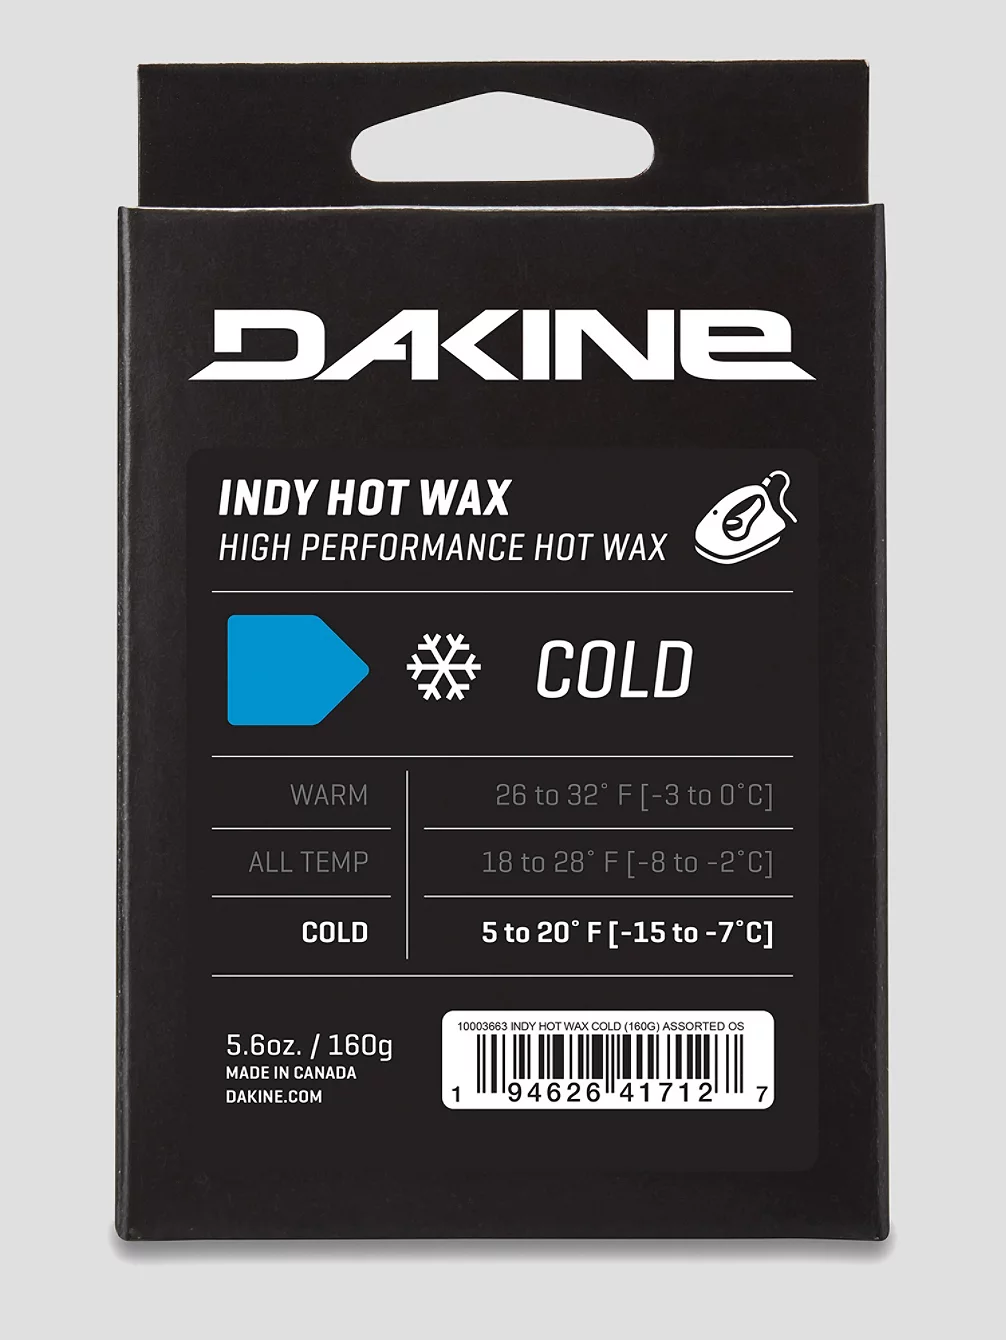 DAKINE
INDY HOT WAX
HIGH PERFORMANCE HOT WAX
COLD
WARM 26 to 32° F [-3 to 0°C]
ALL TEMP 18 to 28° F [-8 to -2°C]
COLD 5 to 20° F [-15 to -7°C]
5.6oz. / 160g
MADE IN CANADA
DAKINE.COM
10003663 INDY HOT WAX COLD (160G) ASSORTED OS
1 94626 41712 7